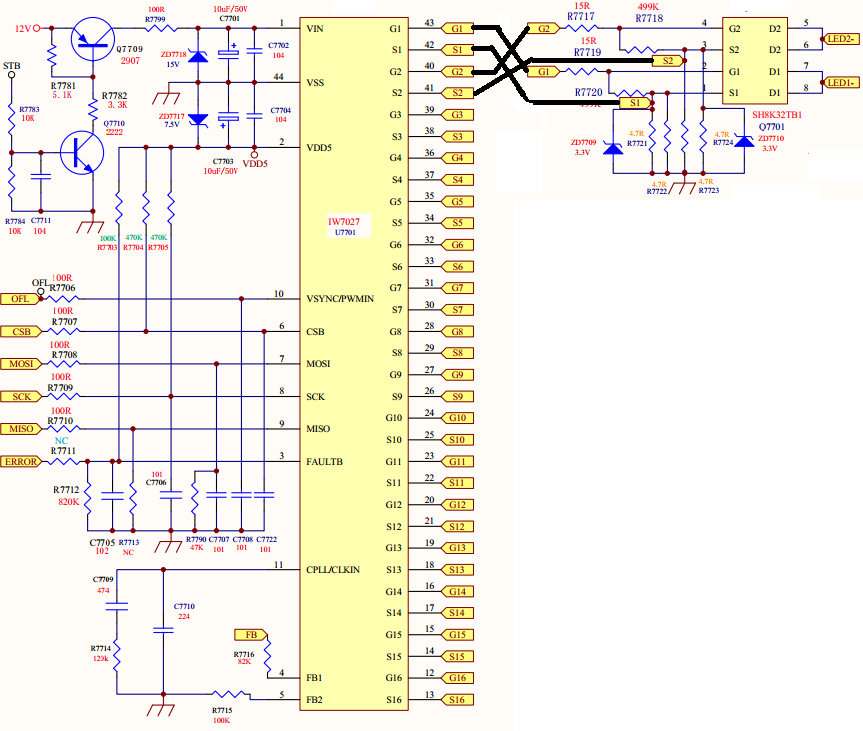 12V
100R
R7799
10uF/50V
C7701
Q7709
2907
ZD7718
15V
C7702
104
R7781
5.1K
STB
R7782
3.3K
R7783
10K
Q7710
2222
ZD7717
7.5V
C7704
104
C7703
10uF/50V
VDD5
R7784
10K
C7711
104
100K
R7703
470K
R7704
470K
R7705
OFL
OFL
100R
R7706
CSB
100R
R7707
MOSI
100R
R7708
SCK
100R
R7709
MISO
100R
R7710
ERROR
NC
R7711
R7712
820K
C7705
102
R7713
NC
101
C7706
R7790
47K
C7707
101
C7708
101
C7722
101
C7709
474
C7710
224
R7714
120k
FB
R7716
82K
R7715
100K
1 VIN
44 VSS
2 VDD5
IW7027
U7701
10 VSYNC/PWMIN
6 CSB
7 MOSI
8 SCK
9 MISO
3 FAULTB
11 CPLL/CLKIN
4 FB1
5 FB2
G1 43 G1
S1 42 S1
G2 40 G2
S2 41 S2
G3 39 G3
S3 38 S3
G4 36 G4
S4 37 S4
G5 35 G5
S5 34 S5
G6 32 G6
S6 33 S6
G7 31 G7
S7 30 S7
G8 28 G8
S8 29 S8
G9 27 G9
S9 26 S9
G10 24 G10
S10 25 S10
G11 23 G11
S11 22 S11
G12 20 G12
S12 21 S12
G13 19 G13
S13 18 S13
G14 16 G14
S14 17 S14
G15 15 G15
S15 14 S15
G16 12 G16
S16 13 S16
15R
R7717
499K
R7718
G2
15R
R7719
G1
S2
R7720
S1
4 G2 D2 5
3 S2 D2 6
2 G1 D1 7
1 S1 D1 8
LED2-
LED1-
SH8K32TB1
Q7701
ZD7709
3.3V
4.7R
R7721
4.7R
R7722
4.7R
R7723
4.7R
R7724
ZD7710
3.3V